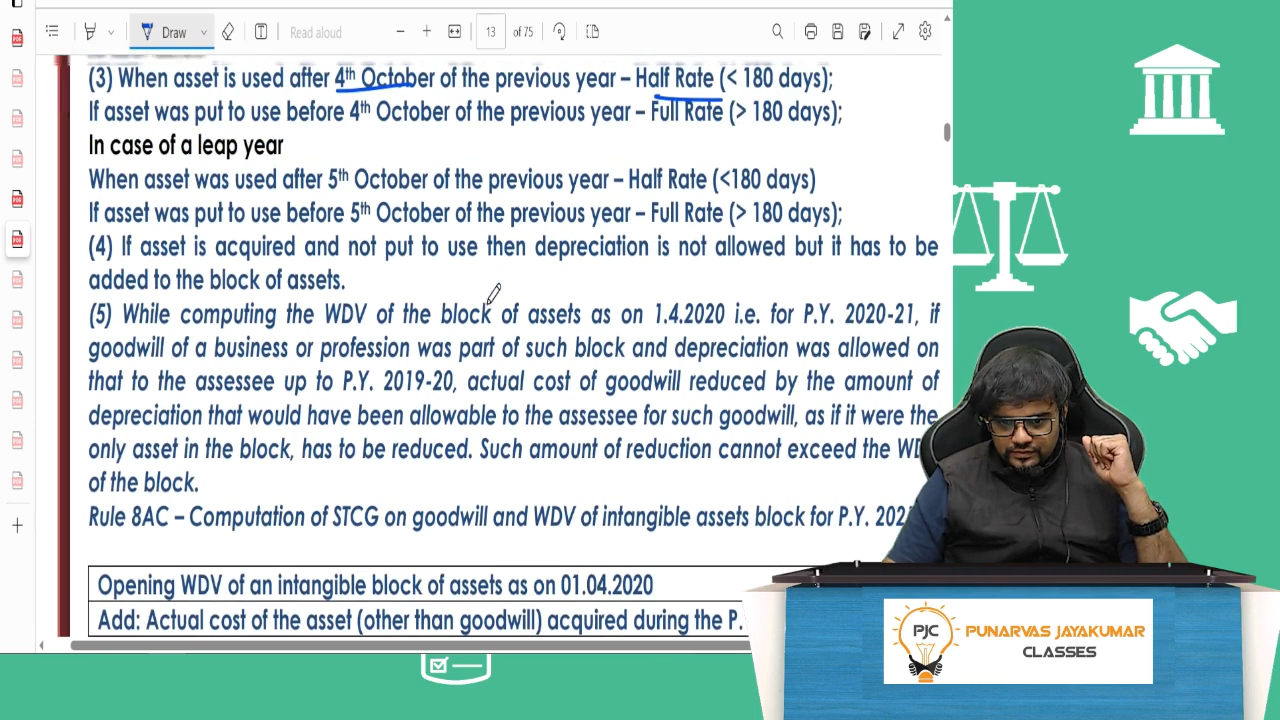 Draw
Read aloud
13
of 75
(3) When asset is used after 4th October of the previous year – Half Rate (< 180 days);
If asset was put to use before 4th October of the previous year – Full Rate (> 180 days);
In case of a leap year
When asset was used after 5th October of the previous year – Half Rate (<180 days)
If asset was put to use before 5th October of the previous year – Full Rate (> 180 days);
(4) If asset is acquired and not put to use then depreciation is not allowed but it has to be
added to the block of assets.
(5) While computing the WDV of the block of assets as on 1.4.2020 i.e. for P.Y. 2020-21, if
goodwill of a business or profession was part of such block and depreciation was allowed on
that to the assessee up to P.Y. 2019-20, actual cost of goodwill reduced by the amount of
depreciation that would have been allowable to the assessee for such goodwill, as if it were the
only asset in the block, has to be reduced. Such amount of reduction cannot exceed the
of the block.
Rule 8AC – Computation of STCG on goodwill and WDV of intangible assets block for P.Y.
Opening WDV of an intangible block of assets as on 01.04.2020
Add: Actual cost of the asset (other than goodwill) acquired during the P.
PJC
PUNARVAS JAYAKUMAR
CLASSES